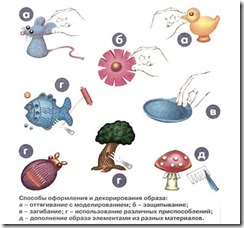 а
б
а
г
в
г
г
д
Способы оформления и декорирования образа:
а – оттягивание с моделированием; б – защипывание;
в – загибание; г – использование различных приспособлений;
д – дополнение образа элементами из разных материалов.